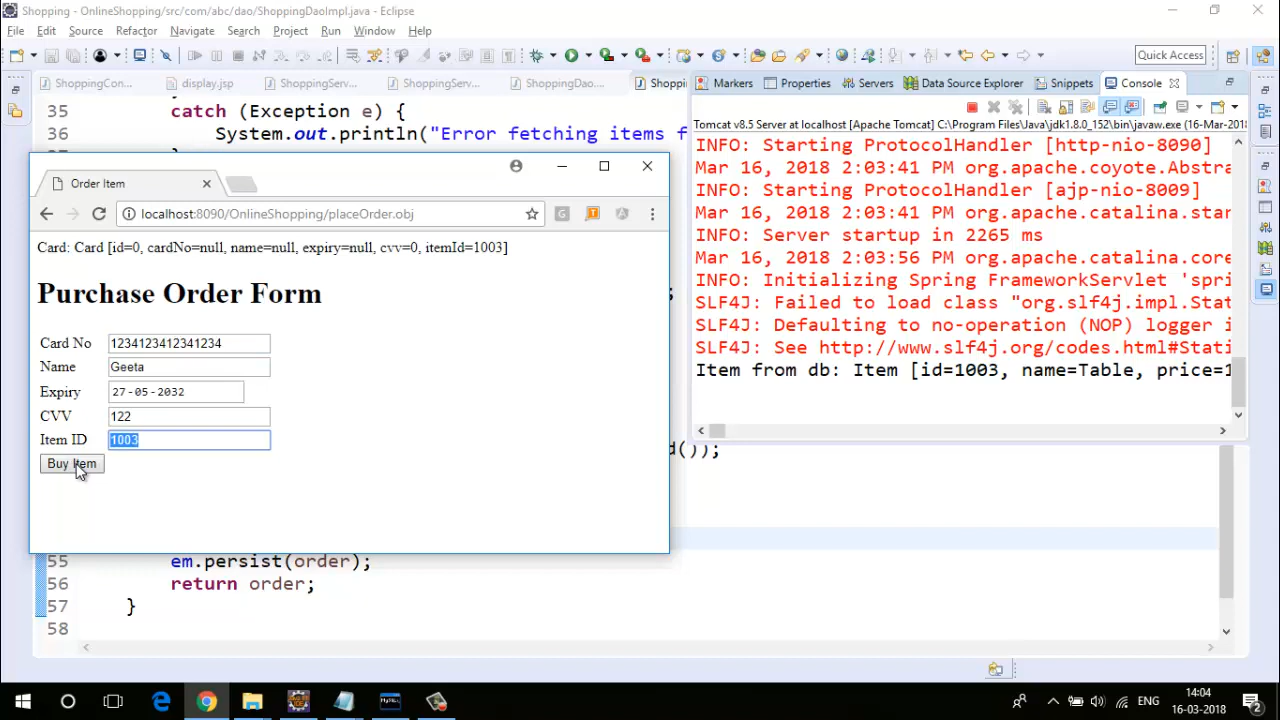 Shopping - OnlineShopping/src/com/abc/dao/ShoppingDaoImpl.java - Eclipse
File Edit Source Refactor Navigate Search Project Run Window Help
Quick Access
ShoppingCon... display.jsp ShoppingServ... ShoppingServ... ShoppingDao.... Shoppi
Markers Properties Servers Data Source Explorer Snippets Console
35 catch (Exception e) {
36 System.out.println("Error fetching items f
Tomcat v8.5 Server at localhost [Apache Tomcat] C:\Program Files\Java\jdk1.8.0_152\bin\javaw.exe (16-Mar-2018
INFO: Starting ProtocolHandler [http-nio-8090]
Mar 16, 2018 2:03:41 PM org.apache.coyote.Abstra
INFO: Starting ProtocolHandler [ajp-nio-8009]
Mar 16, 2018 2:03:41 PM org.apache.catalina.star
INFO: Server startup in 2265 ms
Mar 16, 2018 2:03:56 PM org.apache.catalina.core
INFO: Initializing Spring FrameworkServlet 'spri
SLF4J: Failed to load class "org.slf4j.impl.Stat
SLF4J: Defaulting to no-operation (NOP) logger i
SLF4J: See http://www.slf4j.org/codes.html#Stati
Item from db: Item [id=1003, name=Table, price=1
Order Item
localhost:8090/OnlineShopping/placeOrder.obj
Card: Card [id=0, cardNo=null, name=null, expiry=null, cvv=0, itemId=1003]
Purchase Order Form
Card No 1234123412341234
Name Geeta
Expiry 27-05-2032
CVV 122
Item ID 1003
Buy Item
;
d());
55 em.persist(order);
56 return order;
57 }
58
ENG
14:04
16-03-2018
2